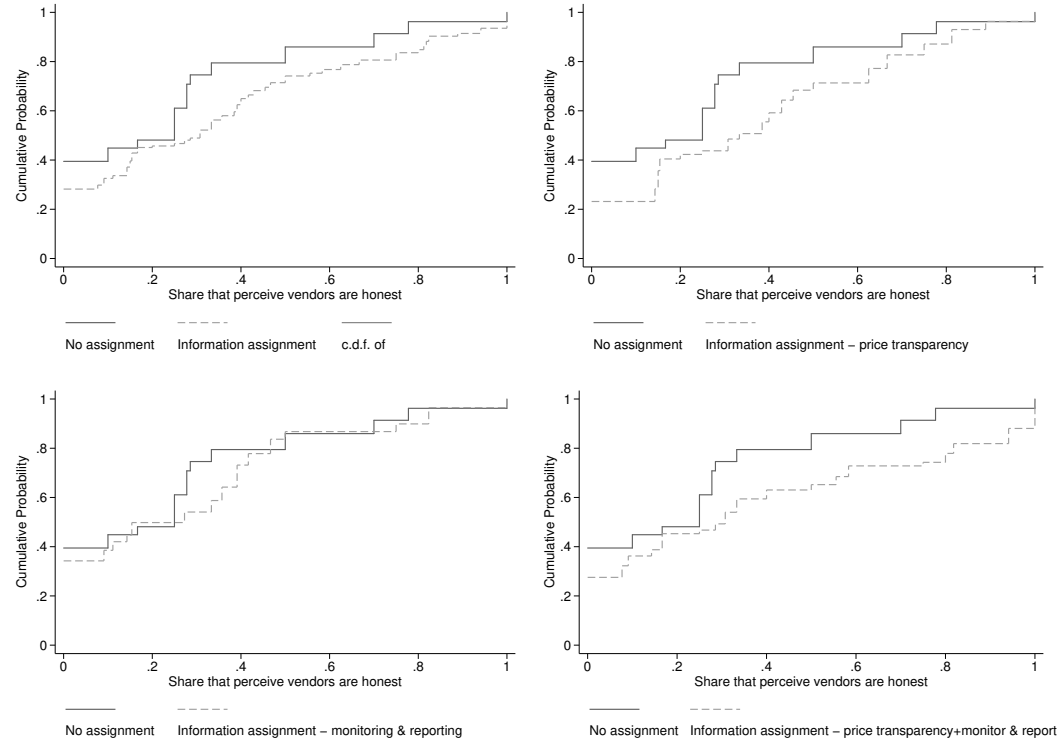 Cumulative Probability
1
.8
.6
.4
.2
0
0 .2 .4 .6 .8 1
Share that perceive vendors are honest
No assignment Information assignment c.d.f. of
Cumulative Probability
1
.8
.6
.4
.2
0
0 .2 .4 .6 .8 1
Share that perceive vendors are honest
No assignment Information assignment − price transparency
Cumulative Probability
1
.8
.6
.4
.2
0
0 .2 .4 .6 .8 1
Share that perceive vendors are honest
No assignment Information assignment − monitoring & reporting
Cumulative Probability
1
.8
.6
.4
.2
0
0 .2 .4 .6 .8 1
Share that perceive vendors are honest
No assignment Information assignment − price transparency+monitor & report